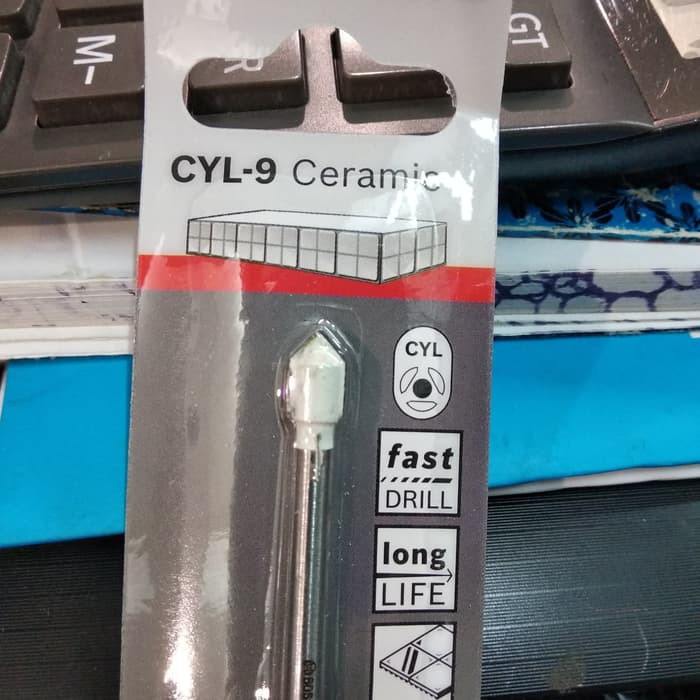 M-
GT
CYL-9 Ceramic
CYL
fast
DRILL
long
LIFE